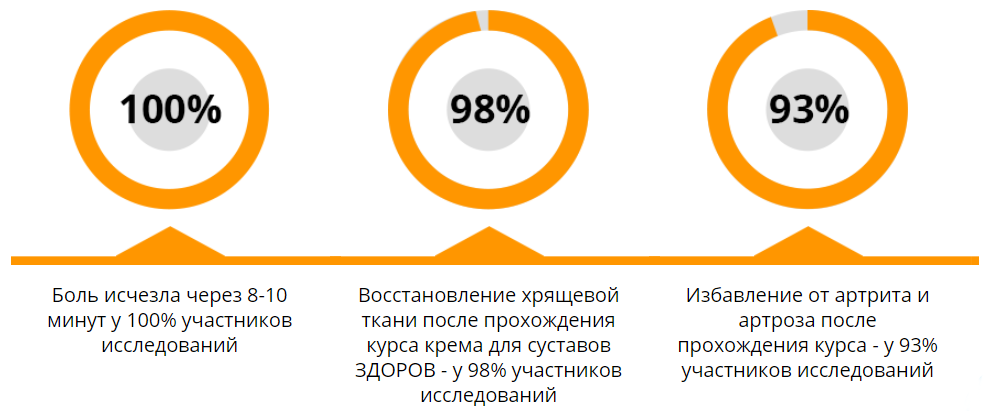 100%
98%
93%
Боль исчезла через 8-10
минут у 100% участников
исследований
Восстановление хрящевой
ткани после прохождения
курса крема для суставов
ЗДОРОВ - у 98% участников
исследований
Избавление от артрита и
артроза после
прохождения курса - у 93%
участников исследований